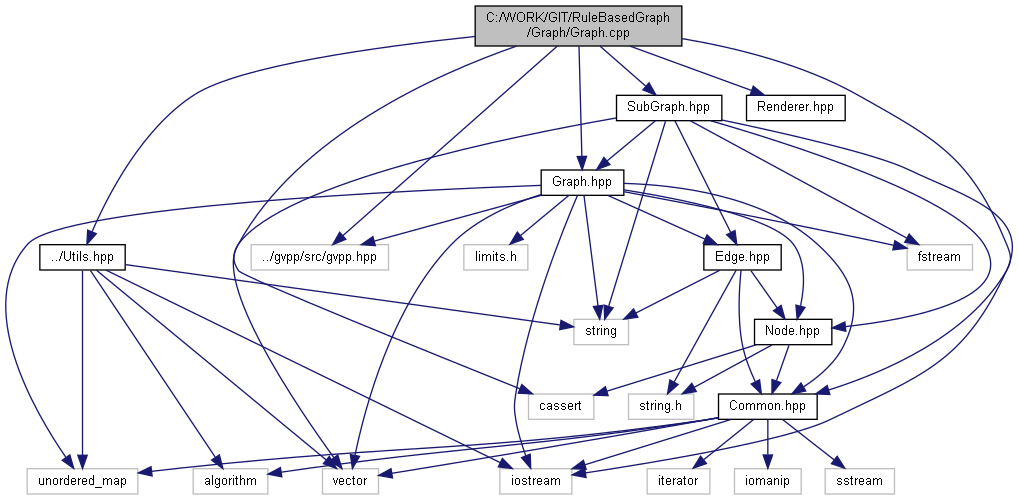 C:/WORK/GIT/RuleBasedGraph
/Graph/Graph.cpp
SubGraph.hpp
Renderer.hpp
Graph.hpp
../Utils.hpp
../gvpp/src/gvpp.hpp
limits.h
Edge.hpp
fstream
string
Node.hpp
cassert
string.h
Common.hpp
unordered_map
algorithm
vector
iostream
iterator
iomanip
sstream